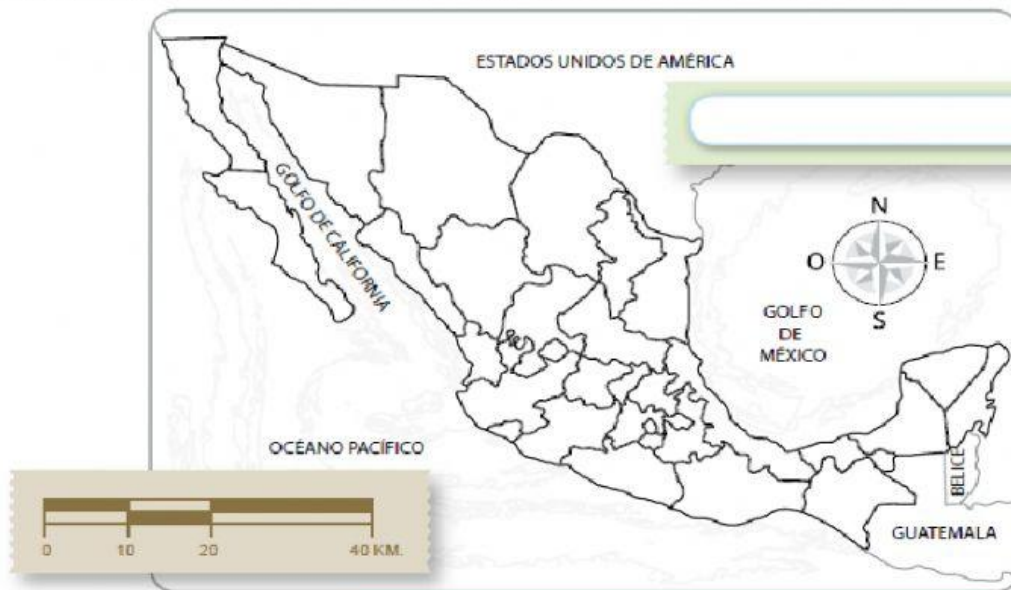 ESTADOS UNIDOS DE AMÉRICA
GOLFO DE CALIFORNIA
N
O
E
S
GOLFO
DE
MÉXICO
OCÉANO PACÍFICO
BELICE
GUATEMALA
0 10 20 40 KM.